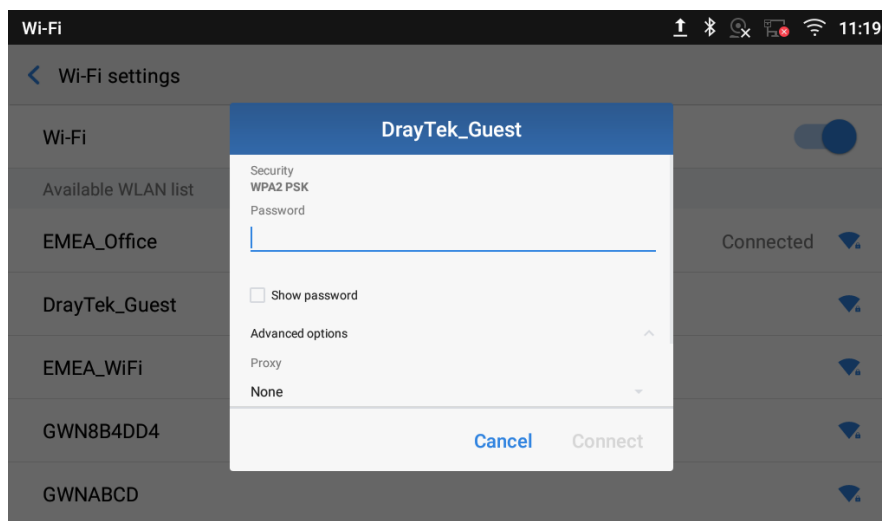 Wi-Fi 11:19
Wi-Fi settings
Wi-Fi
Available WLAN list
EMEA_Office Connected
DrayTek_Guest
EMEA_WiFi
GWN8B4DD4
GWNABCD
DrayTek_Guest
Security
WPA2 PSK
Password
Show password
Advanced options
Proxy
None
Cancel Connect